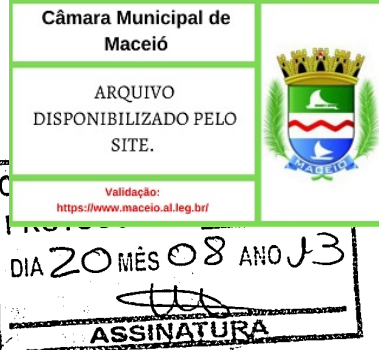 Câmara Municipal de
Maceió
ARQUIVO
DISPONIBILIZADO PELO
SITE.
Validação:
https://www.maceio.al.leg.br/
MACEIO
DIA 20 MÊS 08 ANO 13
ASSINATURA